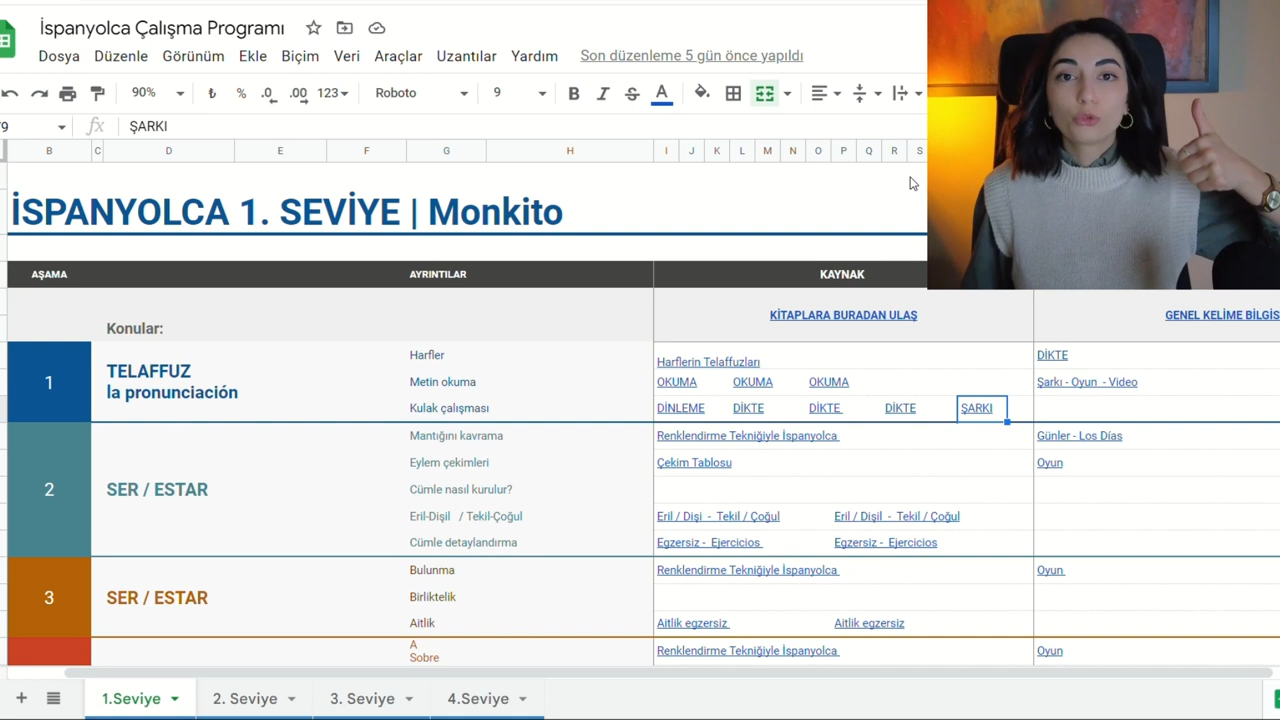 İspanyolca Çalışma Programı
Dosya Düzenle Görünüm Ekle Biçim Veri Araçlar Uzantılar Yardım Son düzenleme 5 gün önce yapıldı
90% ₺ % .0 .00 123 Roboto 9 B I S A
9 fx ŞARKI
B C D E F G H I J K L M N O P Q R S
İSPANYOLCA 1. SEVİYE | Monkito
AŞAMA AYRINTILAR KAYNAK
KİTAPLARA BURADAN ULAŞ GENEL KELİME BİLGİS
Konular:
1 TELAFFUZ
la pronunciación
Harfler Harflerin Telaffuzları DİKTE
Metin okuma OKUMA OKUMA OKUMA Şarkı - Oyun - Video
Kulak çalışması DİNLEME DİKTE DİKTE DİKTE ŞARKI
2 SER / ESTAR
Mantığını kavrama Renklendirme Tekniğiyle İspanyolca Günler - Los Días
Eylem çekimleri Çekim Tablosu Oyun
Cümle nasıl kurulur?
Eril-Dişil / Tekil-Çoğul Eril / Dişi - Tekil / Çoğul Eril / Dişil - Tekil / Çoğul
Cümle detaylandırma Egzersiz - Ejercicios Egzersiz - Ejercicios
3 SER / ESTAR
Bulunma Renklendirme Tekniğiyle İspanyolca Oyun
Birliktelik
Aitlik Aitlik egzersiz Aitlik egzersiz
A
Sobre Renklendirme Tekniğiyle İspanyolca Oyun
1.Seviye 2. Seviye 3. Seviye 4.Seviye